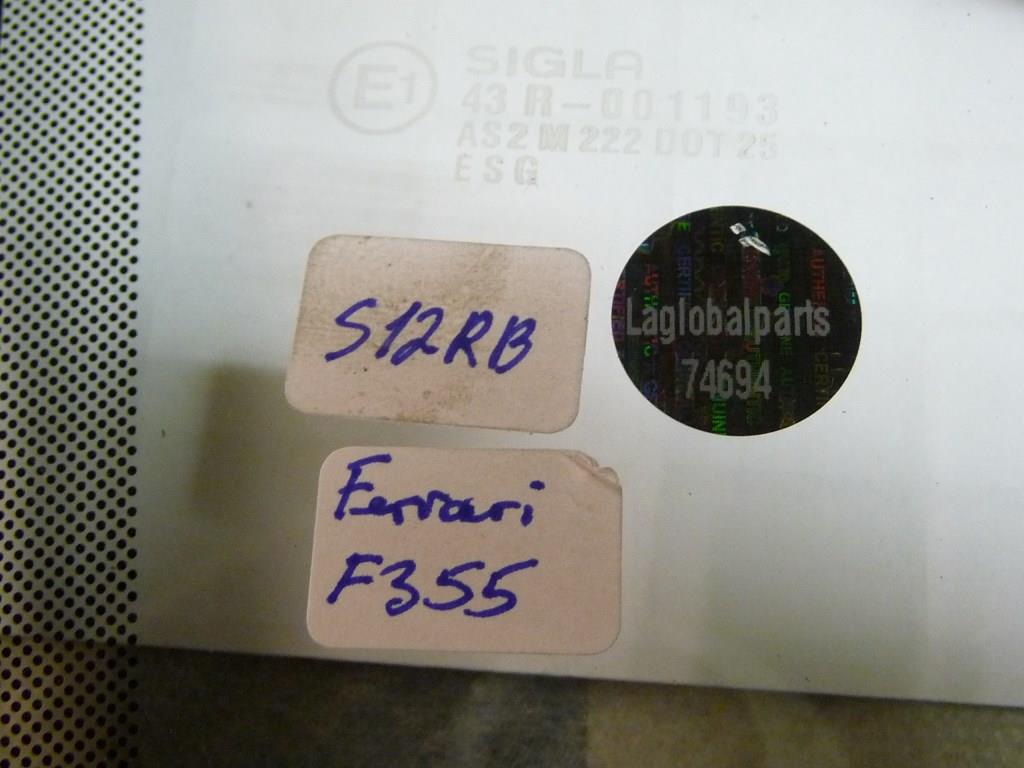 E1
SIGLA
43 R-001193
AS2 M 222 DOT 25
ESG
S12RB
Laglobalparts
74694
Ferrari
F355